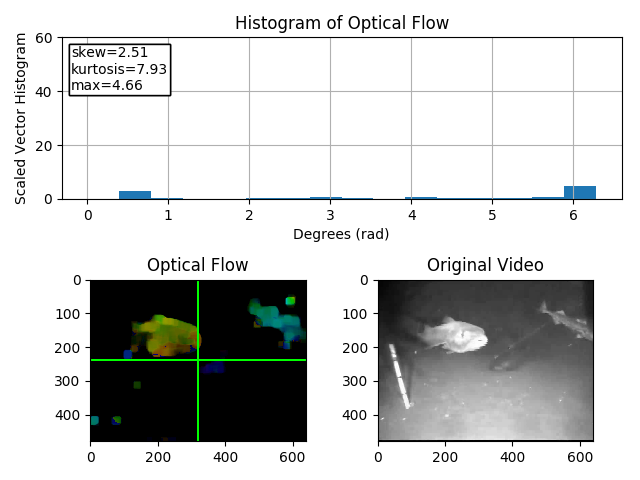 Histogram of Optical Flow
Scaled Vector Histogram
60
40
20
0
skew=2.51
kurtosis=7.93
max=4.66
0 1 2 3 4 5 6
Degrees (rad)
Optical Flow
0
100
200
300
400
0 200 400 600
Original Video
0
100
200
300
400
0 200 400 600